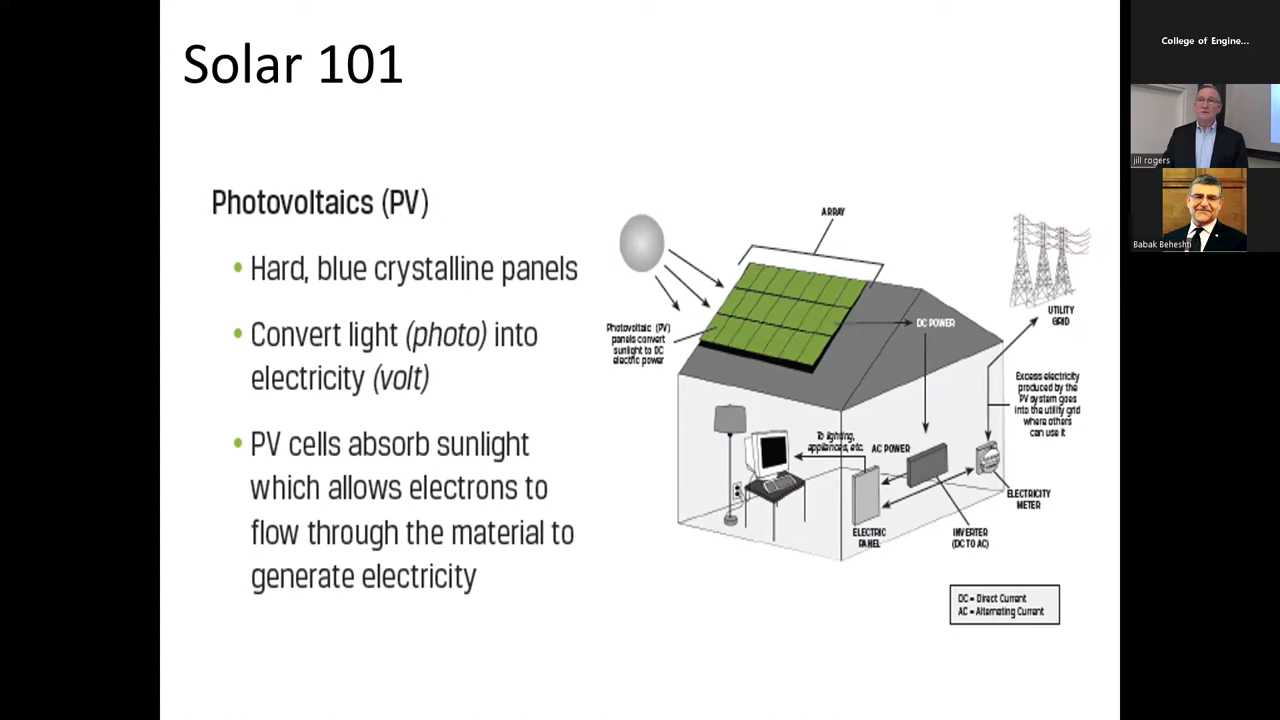 Solar 101
Photovoltaics (PV)
• Hard, blue crystalline panels
• Convert light (photo) into
electricity (volt)
• PV cells absorb sunlight
which allows electrons to
flow through the material to
generate electricity
ARRAY
Photovoltaic (PV)
panels convert
sunlight to DC
electric power
DC POWER
UTILITY
GRID
Excess electricity
produced by the
PV system goes
into the utility grid
where others
can use it
To lighting,
appliances, etc.
AC POWER
ELECTRICITY
METER
ELECTRIC
PANEL
INVERTER
(DC TO AC)
DC = Direct Current
AC = Alternating Current
College of Engine...
jill rogers
Babak Beheshti